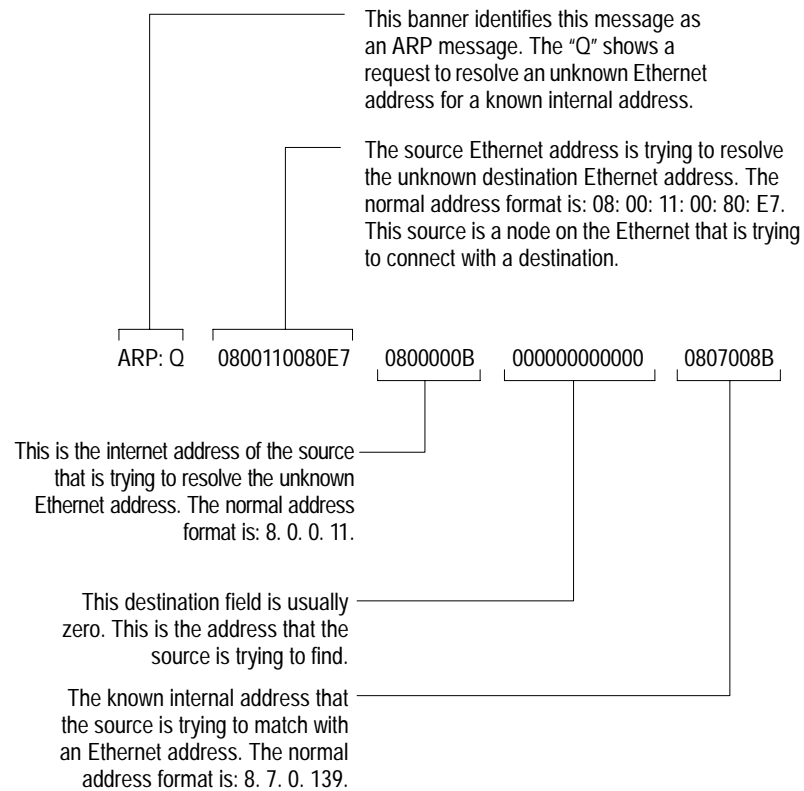 This banner identifies this message as
an ARP message. The “Q” shows a
request to resolve an unknown Ethernet
address for a known internal address.
The source Ethernet address is trying to resolve
the unknown destination Ethernet address. The
normal address format is: 08: 00: 11: 00: 80: E7.
This source is a node on the Ethernet that is trying
to connect with a destination.
ARP: Q 0800110080E7 0800000B 000000000000 0807008B
This is the internet address of the source
that is trying to resolve the unknown
Ethernet address. The normal address
format is: 8. 0. 0. 11.
This destination field is usually
zero. This is the address that the
source is trying to find.
The known internal address that
the source is trying to match with
an Ethernet address. The normal
address format is: 8. 7. 0. 139.